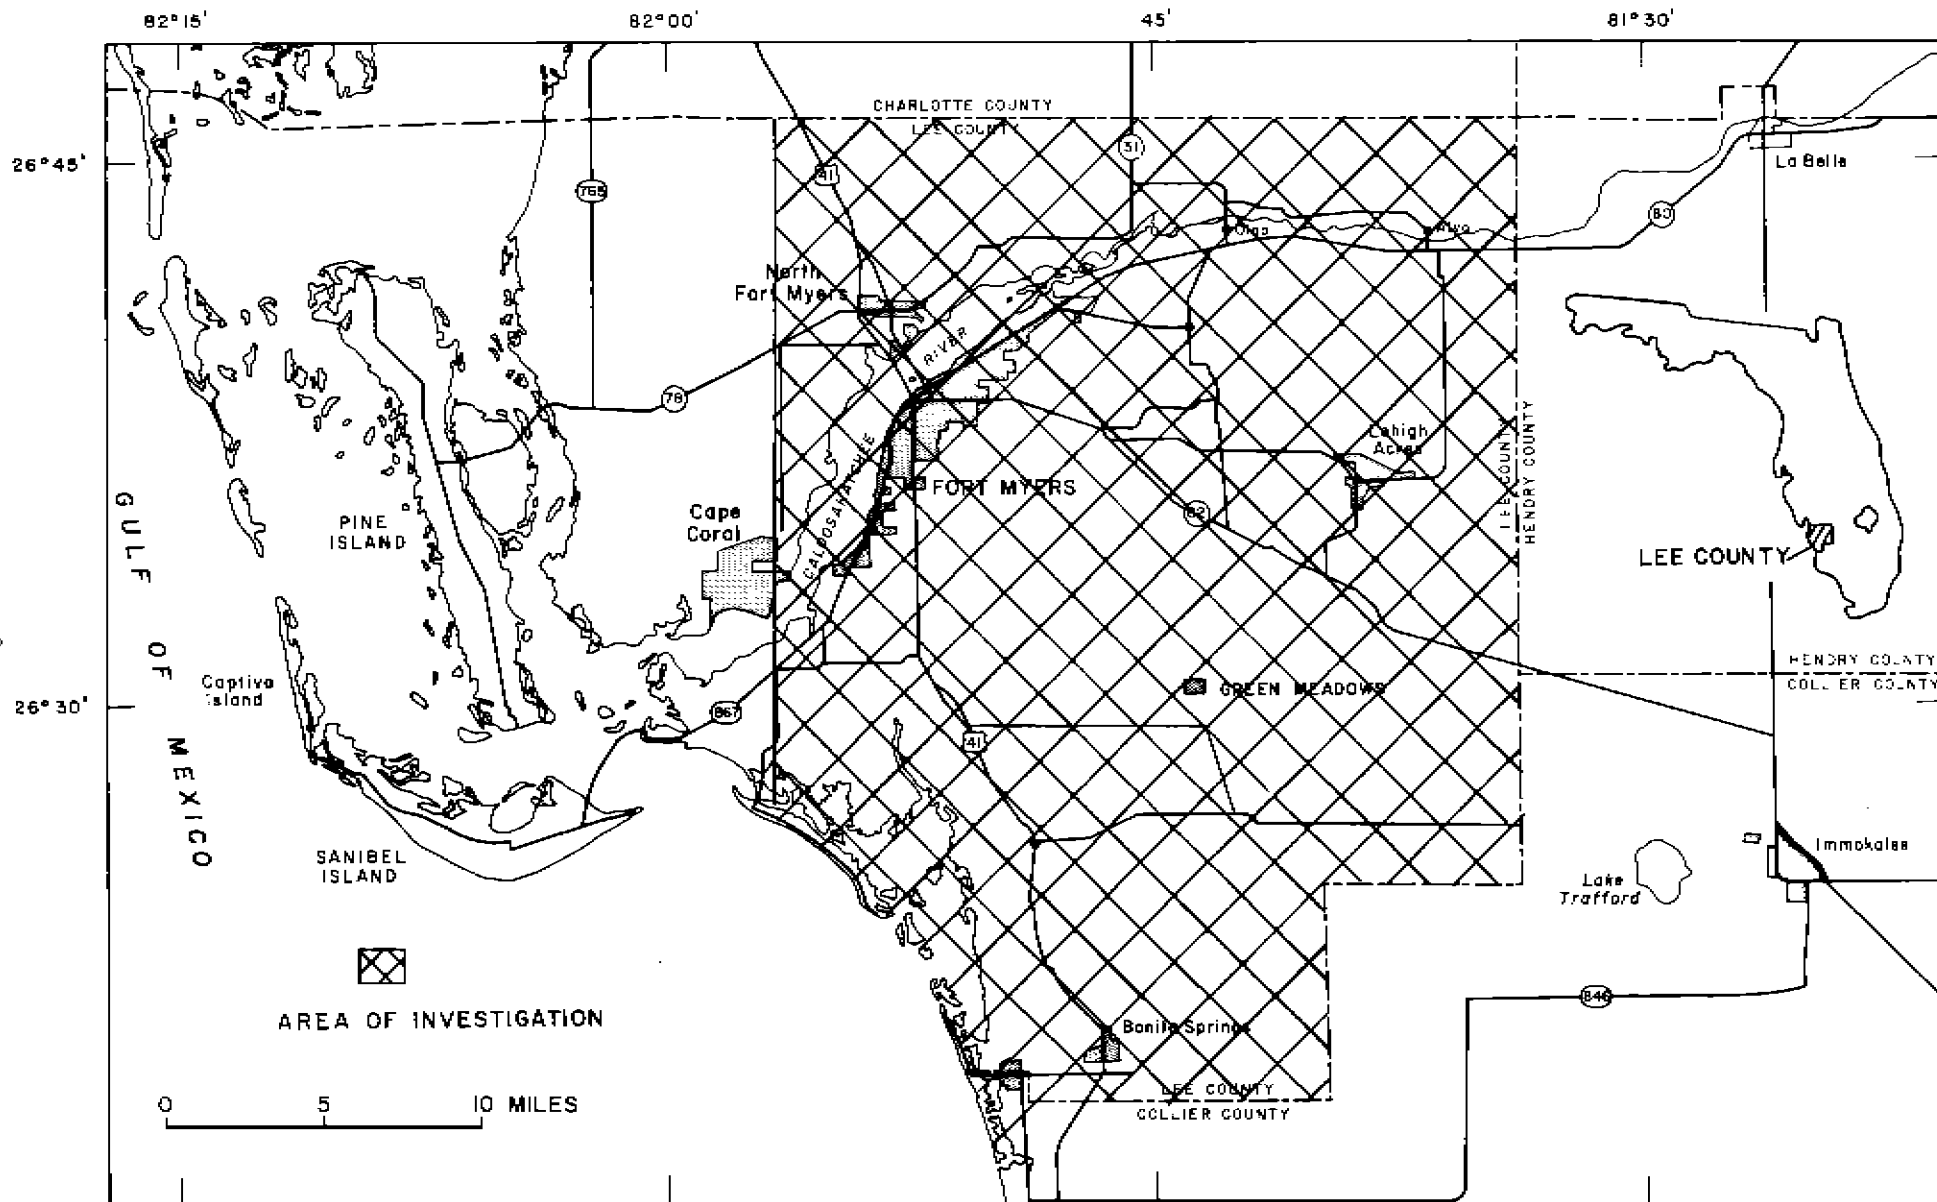 82°15'
82°00'
45'
81°30'
26°45'
26°30'
CHARLOTTE COUNTY
LEE COUNTY
31
41
765
La Belle
80
Olga
Alva
North
Fort Myers
RIVER
78
CALOOSAHATCHEE
Lehigh
Acres
LEE COUNTY
HENDRY COUNTY
FORT MYERS
82
Cape
Coral
PINE
ISLAND
GULF OF MEXICO
LEE COUNTY
Captiva
Island
867
GREEN MEADOWS
HENDRY COUNTY
COLLIER COUNTY
41
SANIBEL
ISLAND
Immokalee
Lake
Trafford
846
AREA OF INVESTIGATION
Bonita Springs
LEE COUNTY
COLLIER COUNTY
0 5 10 MILES